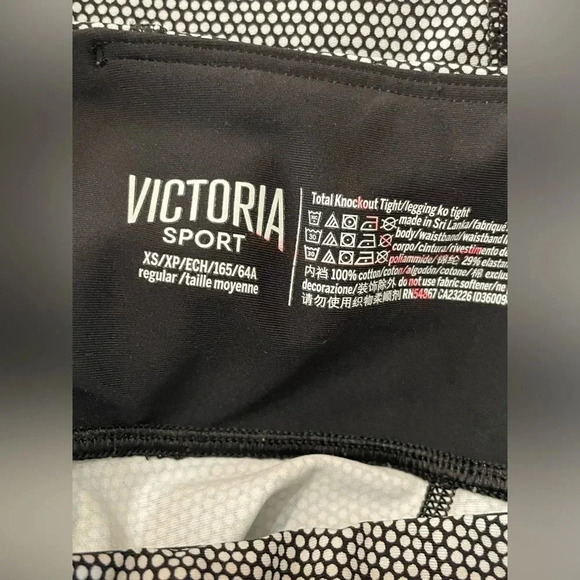 VICTORIA
SPORT
XS/XP/ECH/165/64A
regular/taille moyenne
Total Knockout Tight/legging ko tight
made in Sri Lanka/fabriqué
body/waistband/waistband
corpo/cintura/rivestimento
poliammide/锦纶 29% elastan
内裆 100% cotton/coton/algodón/cotone/棉
decorazione/装饰除外 do not use fabric softener/ne
请勿使用织物柔顺剂 RN54867 CA23226